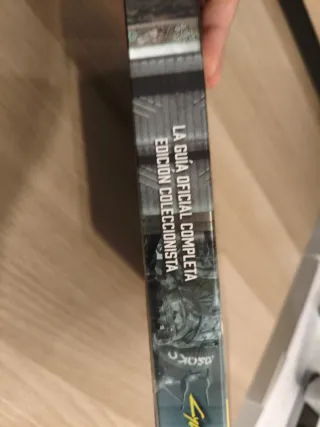 LA GUÍA OFICIAL COMPLETA
EDICIÓN COLECCIONISTA